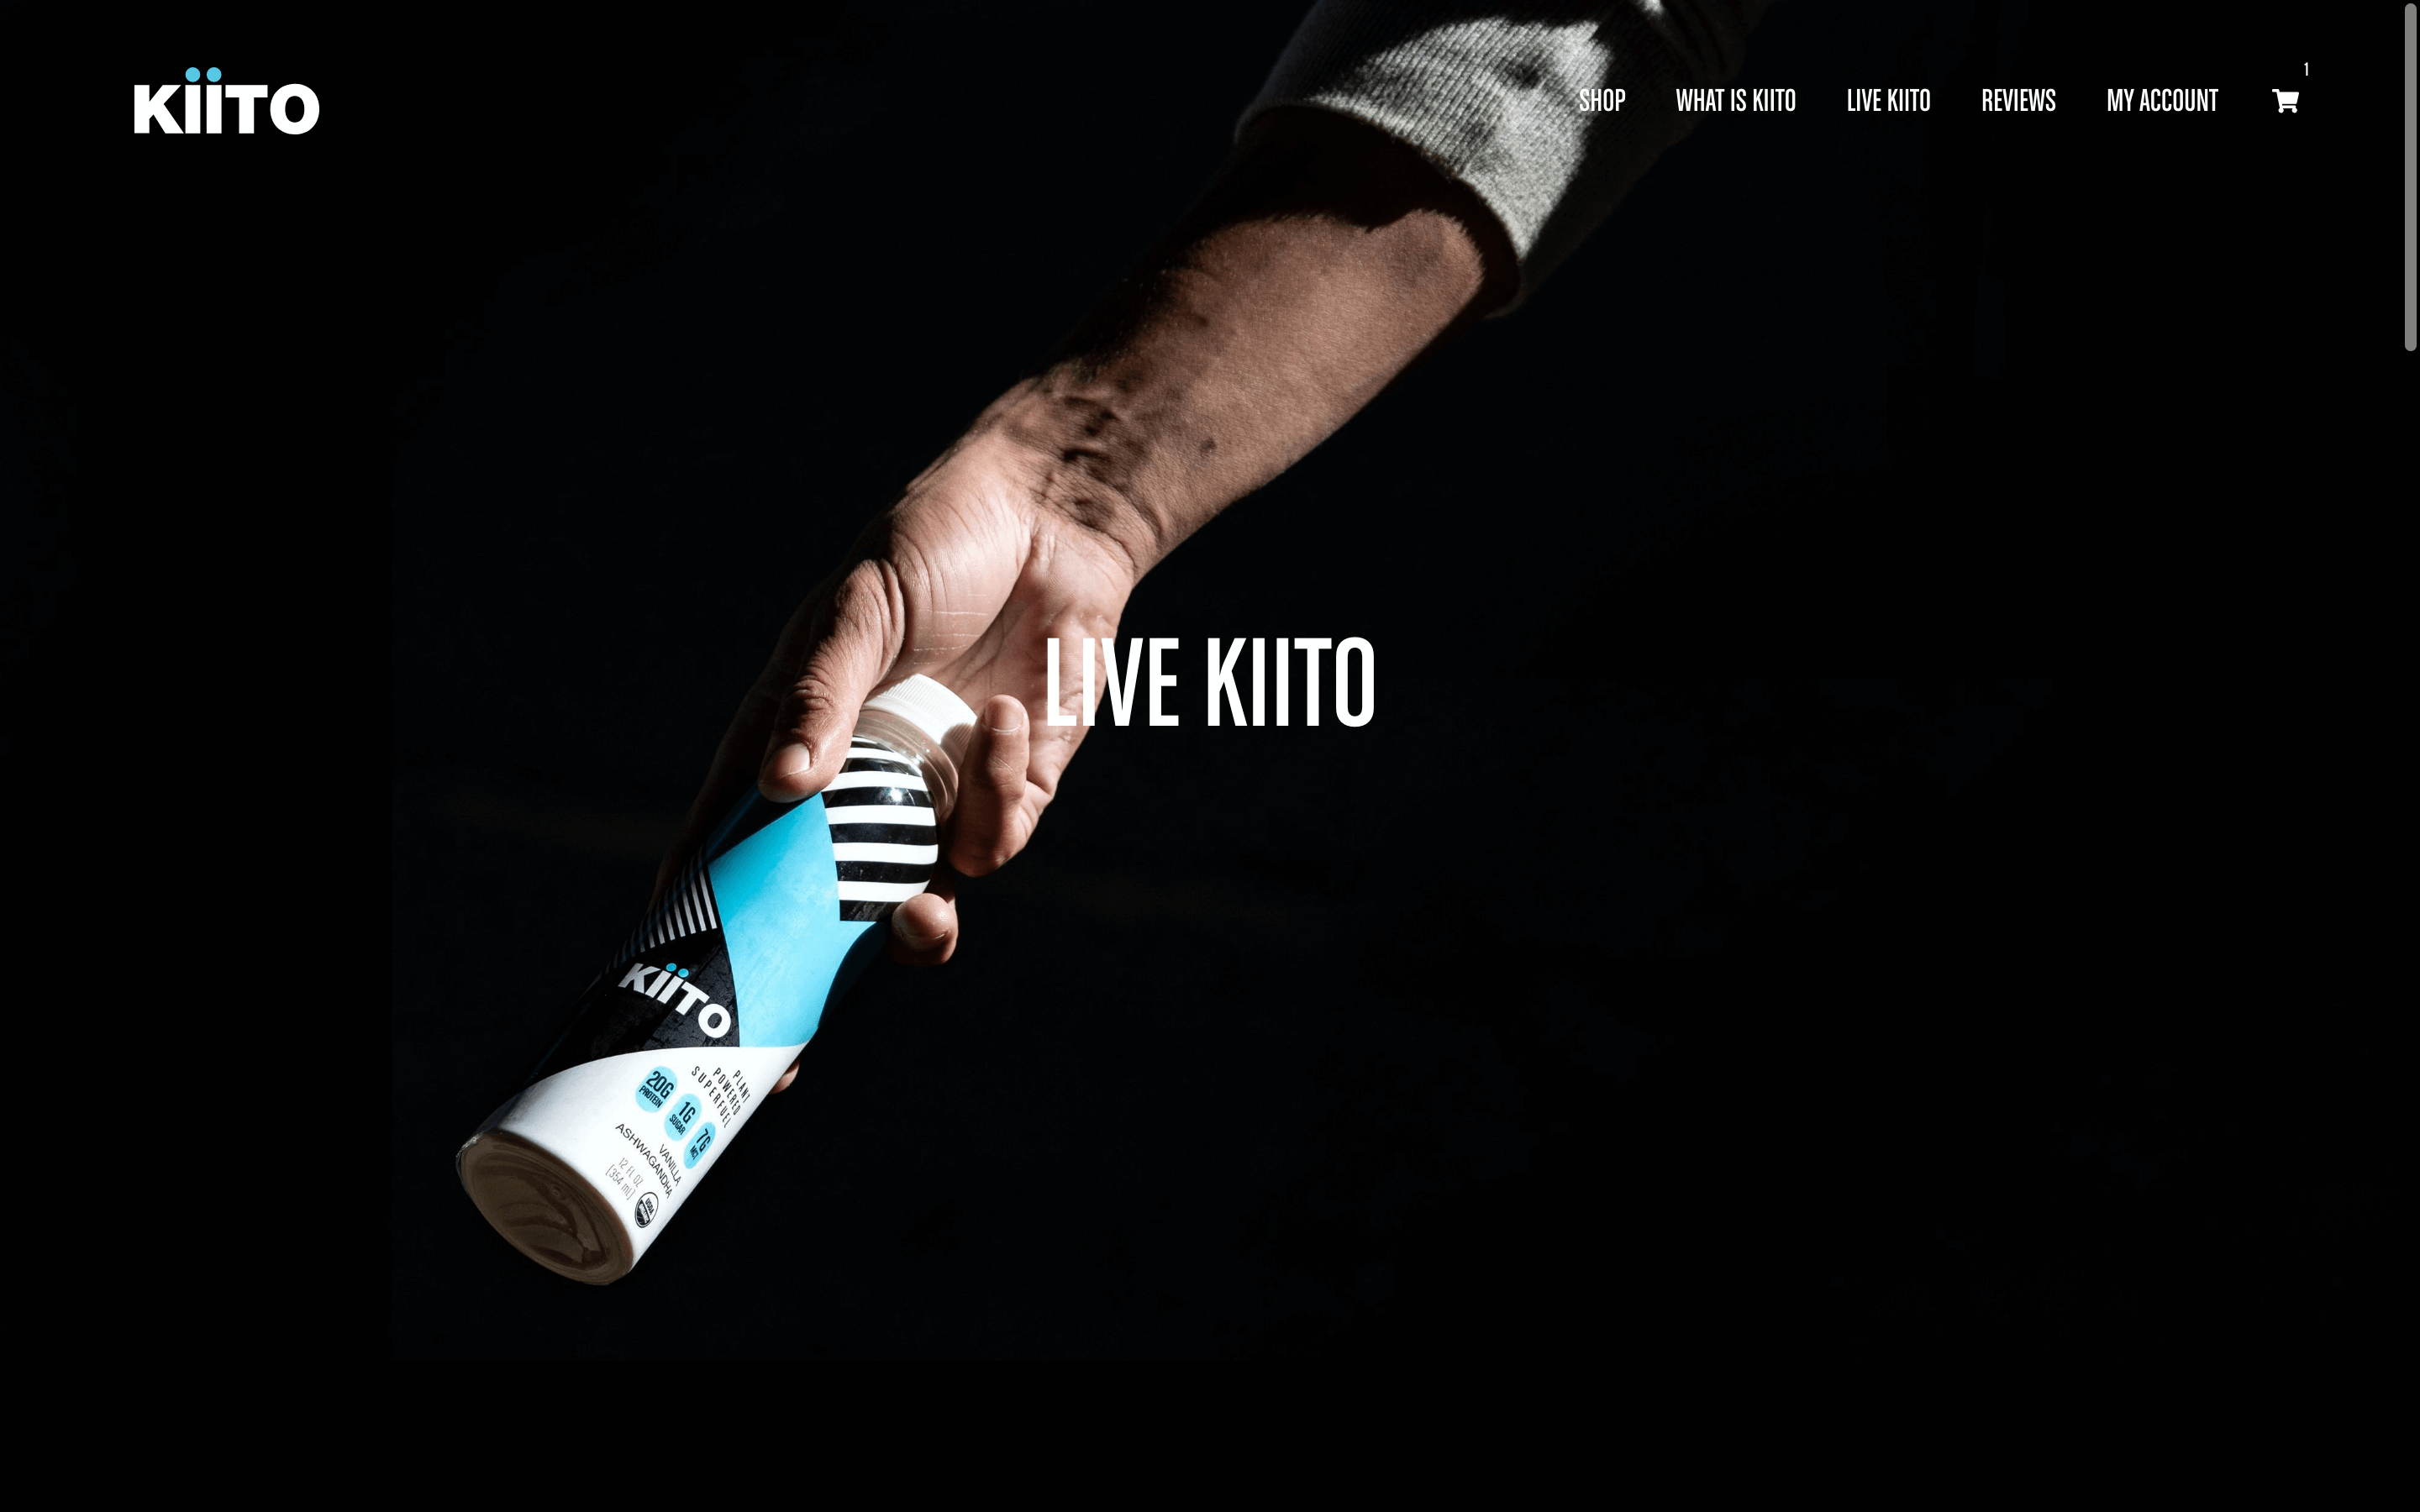 KiiTO
SHOP
WHAT IS KIITO
LIVE KIITO
REVIEWS
MY ACCOUNT
1
LIVE KIITO
KiiTO
PLANT
POWERED
SUPERFUEL
20G
PROTEIN
1G
SUGAR
7G
MCT
VANILLA
ASHWAGANDHA
12 FL OZ
[354 mL]
USDA